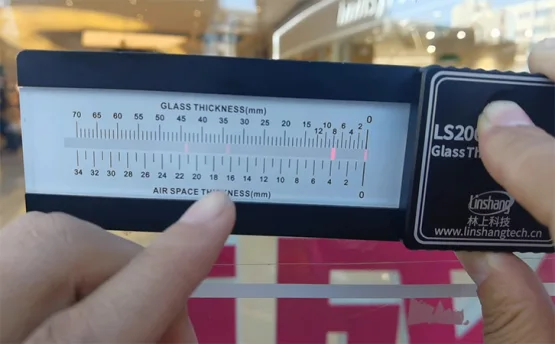 GLASS THICKNESS(mm)
70 65 60 55 50 45 40 35 30 25 20 15 12 10 8 6 4 2 0
34 32 30 28 26 24 22 20 18 16 14 12 10 8 6 4 2 0
AIR SPACE THICKNESS(mm)
LS20
Glass Th
Linshang
林上科技
www.linshangtech.cn